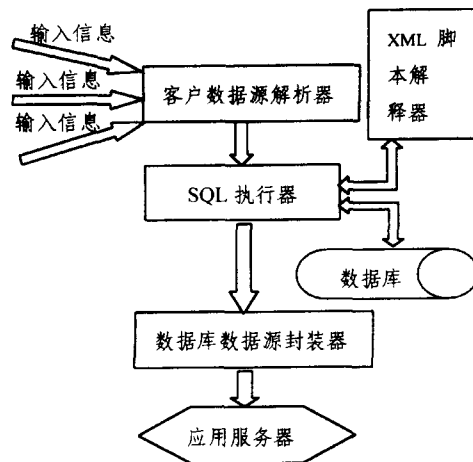 输入信息
输入信息
输入信息
客户数据源解析器
XML 脚
本解
释器
SQL 执行器
数据库
数据库数据源封装器
应用服务器